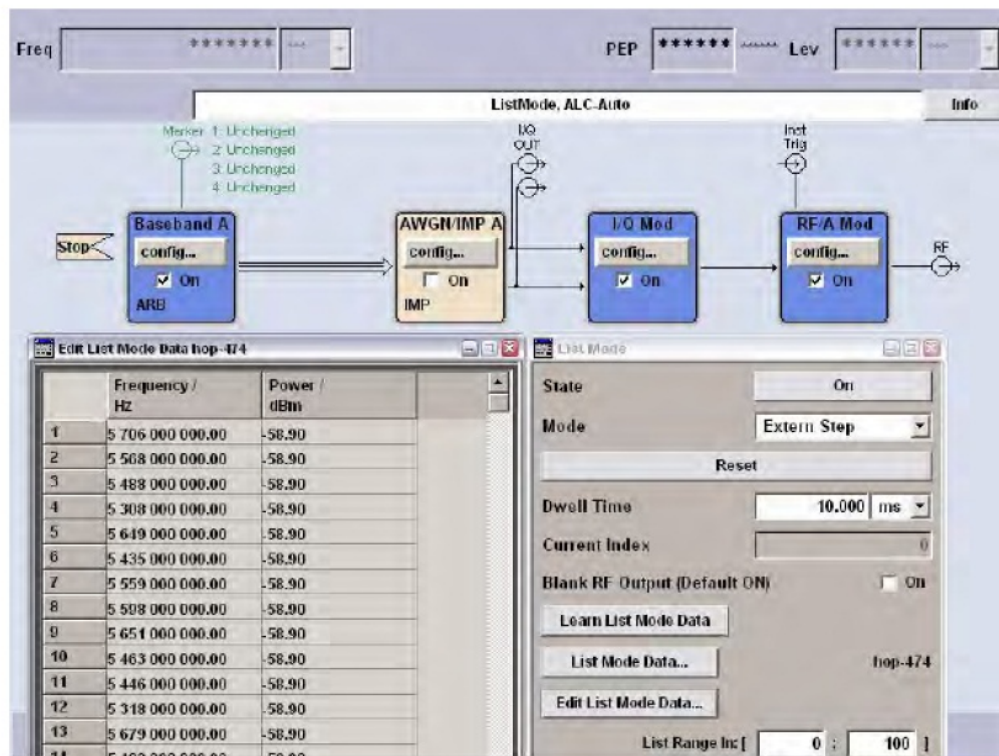 Freq ******* --- PEP ****** ----- Lev ****** ---
ListMode, ALC-Auto Info
Marker 1: Unchanged
2: Unchanged
3: Unchanged
4: Unchanged
I/Q
OUT
Inst
Trig
Stop
Baseband A
config...
On
ARB
AWGN/IMP A
config...
On
IMP
I/Q Mod
config...
On
RF/A Mod
config...
On
RF
Edit List Mode Data hop-474
Frequency / Power /
Hz dBm
1 5 706 000 000.00 -58.90
2 5 568 000 000.00 -58.90
3 5 488 000 000.00 -58.90
4 5 308 000 000.00 -58.90
5 5 649 000 000.00 -58.90
6 5 435 000 000.00 -58.90
7 5 559 000 000.00 -58.90
8 5 598 000 000.00 -58.90
9 5 651 000 000.00 -58.90
10 5 463 000 000.00 -58.90
11 5 446 000 000.00 -58.90
12 5 318 000 000.00 -58.90
13 5 679 000 000.00 -58.90
List Mode
State On
Mode Extern Step
Reset
Dwell Time 10.000 ms
Current Index 0
Blank RF Output (Default ON) On
Learn List Mode Data
List Mode Data... hop-474
Edit List Mode Data...
List Range In: [ 0 : 100 ]